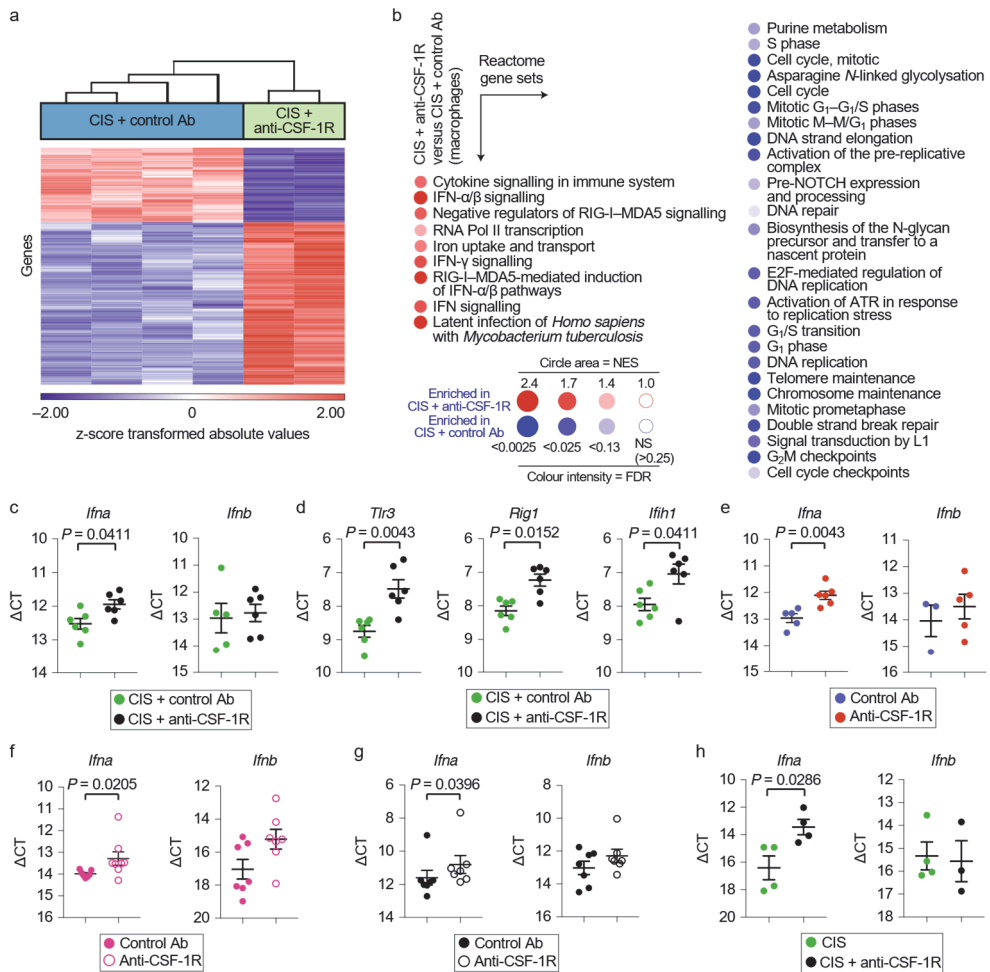 a
CIS + control Ab
CIS +
anti-CSF-1R
Genes
–2.00
0
2.00
z-score transformed absolute values
b
CIS + anti-CSF-1R
versus CIS + control Ab
(macrophages)
Reactome
gene sets
Cytokine signalling in immune system
IFN-α/β signalling
Negative regulators of RIG-I–MDA5 signalling
RNA Pol II transcription
Iron uptake and transport
IFN-γ signalling
RIG-I–MDA5-mediated induction
of IFN-α/β pathways
IFN signalling
Latent infection of Homo sapiens
with Mycobacterium tuberculosis
Circle area = NES
2.4 1.7 1.4 1.0
Enriched in
CIS + anti-CSF-1R
Enriched in
CIS + control Ab
<0.0025 <0.025 <0.13 NS
(>0.25)
Colour intensity = FDR
Purine metabolism
S phase
Cell cycle, mitotic
Asparagine N-linked glycolysation
Cell cycle
Mitotic G1–G1/S phases
Mitotic M–M/G1 phases
DNA strand elongation
Activation of the pre-replicative
complex
Pre-NOTCH expression
and processing
DNA repair
Biosynthesis of the N-glycan
precursor and transfer to a
nascent protein
E2F-mediated regulation of
DNA replication
Activation of ATR in response
to replication stress
G1/S transition
G1 phase
DNA replication
Telomere maintenance
Chromosome maintenance
Mitotic prometaphase
Double strand break repair
Signal transduction by L1
G2M checkpoints
Cell cycle checkpoints
c
Ifna
P = 0.0411
ΔCT
10
11
12
13
14
Ifnb
10
11
12
13
14
15
CIS + control Ab
CIS + anti-CSF-1R
d
Tlr3
P = 0.0043
ΔCT
6
7
8
9
10
Rig1
P = 0.0152
6
7
8
9
10
Ifih1
P = 0.0411
6
7
8
9
10
CIS + control Ab
CIS + anti-CSF-1R
e
Ifna
P = 0.0043
ΔCT
10
11
12
13
14
15
Ifnb
11
12
13
14
15
16
Control Ab
Anti-CSF-1R
f
Ifna
P = 0.0205
ΔCT
10
11
12
13
14
15
16
Ifnb
12
14
16
18
20
Control Ab
Anti-CSF-1R
g
Ifna
P = 0.0396
ΔCT
6
8
10
12
14
Ifnb
8
10
12
14
16
Control Ab
Anti-CSF-1R
h
Ifna
P = 0.0286
ΔCT
10
12
14
16
18
20
Ifnb
12
13
14
15
16
17
18
CIS
CIS + anti-CSF-1R